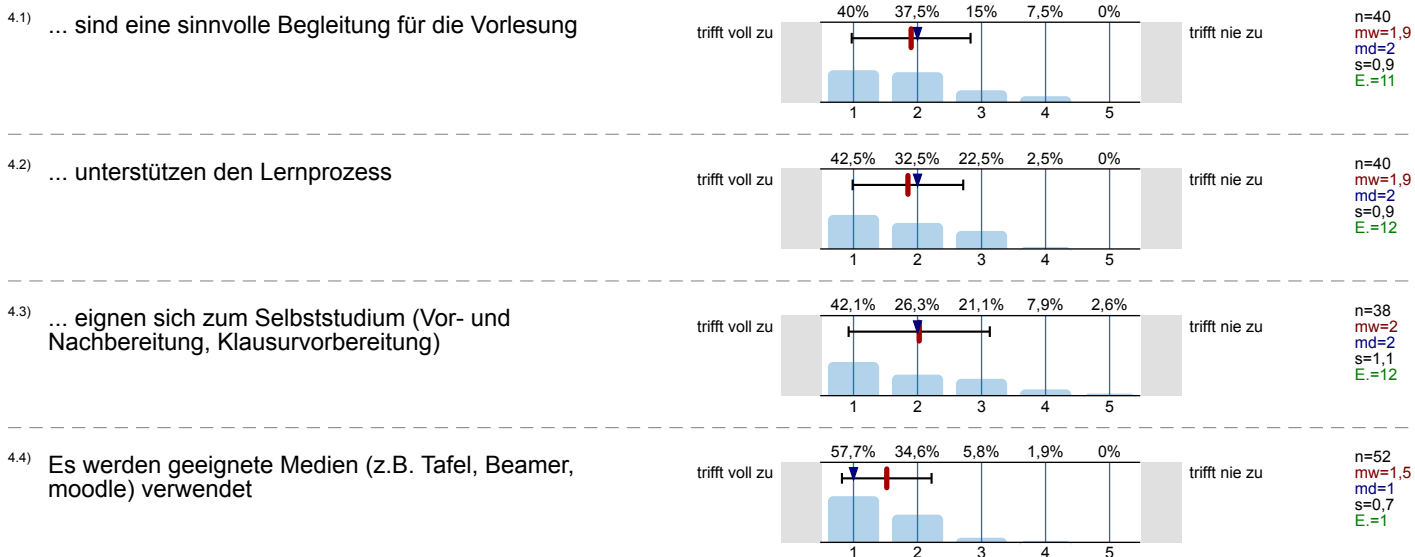 4.1) ... sind eine sinnvolle Begleitung für die Vorlesung
trifft voll zu
40% 37,5% 15% 7,5% 0%
1 2 3 4 5
trifft nie zu
n=40
mw=1,9
md=2
s=0,9
E.=11
4.2) ... unterstützen den Lernprozess
trifft voll zu
42,5% 32,5% 22,5% 2,5% 0%
1 2 3 4 5
trifft nie zu
n=40
mw=1,9
md=2
s=0,9
E.=12
4.3) ... eignen sich zum Selbststudium (Vor- und
Nachbereitung, Klausurvorbereitung)
trifft voll zu
42,1% 26,3% 21,1% 7,9% 2,6%
1 2 3 4 5
trifft nie zu
n=38
mw=2
md=2
s=1,1
E.=12
4.4) Es werden geeignete Medien (z.B. Tafel, Beamer,
moodle) verwendet
trifft voll zu
57,7% 34,6% 5,8% 1,9% 0%
1 2 3 4 5
trifft nie zu
n=52
mw=1,5
md=1
s=0,7
E.=1